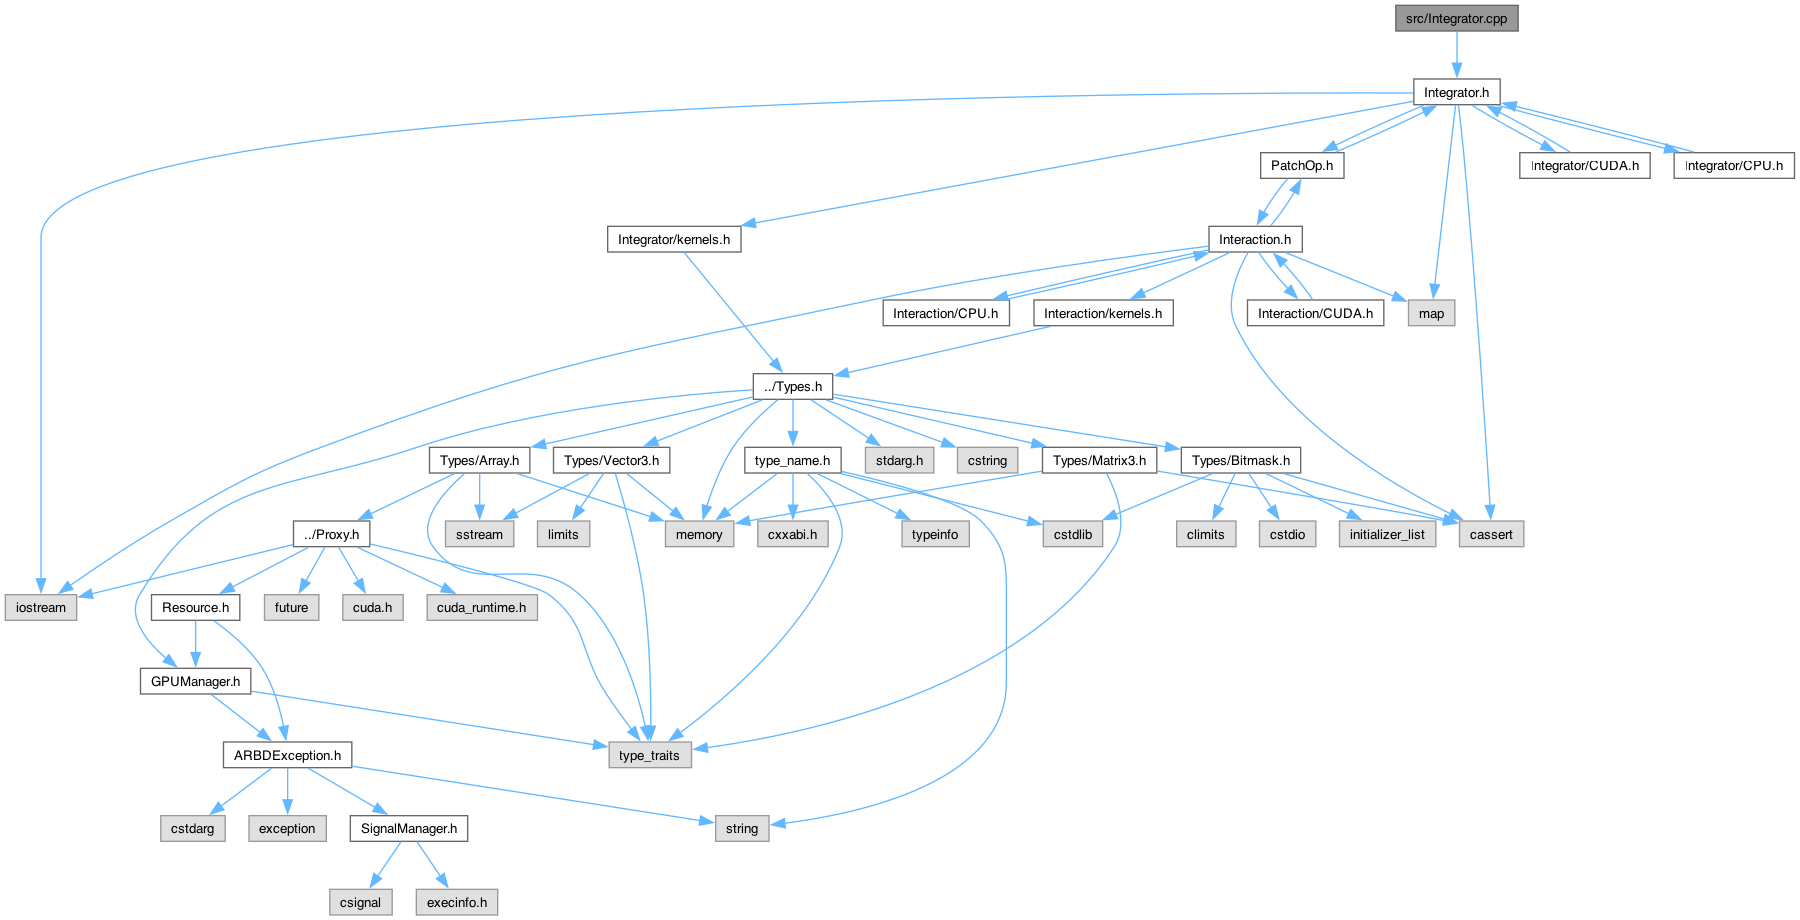 src/Integrator.cpp
Integrator.h
PatchOp.h
Integrator/CUDA.h
Integrator/CPU.h
Integrator/kernels.h
Interaction.h
Interaction/CPU.h
Interaction/kernels.h
Interaction/CUDA.h
map
../Types.h
Types/Array.h
Types/Vector3.h
type_name.h
stdarg.h
cstring
Types/Matrix3.h
Types/Bitmask.h
../Proxy.h
sstream
limits
memory
cxxabi.h
typeinfo
cstdlib
climits
cstdio
initializer_list
cassert
iostream
Resource.h
future
cuda.h
cuda_runtime.h
GPUManager.h
ARBDException.h
type_traits
cstdarg
exception
SignalManager.h
string
csignal
execinfo.h